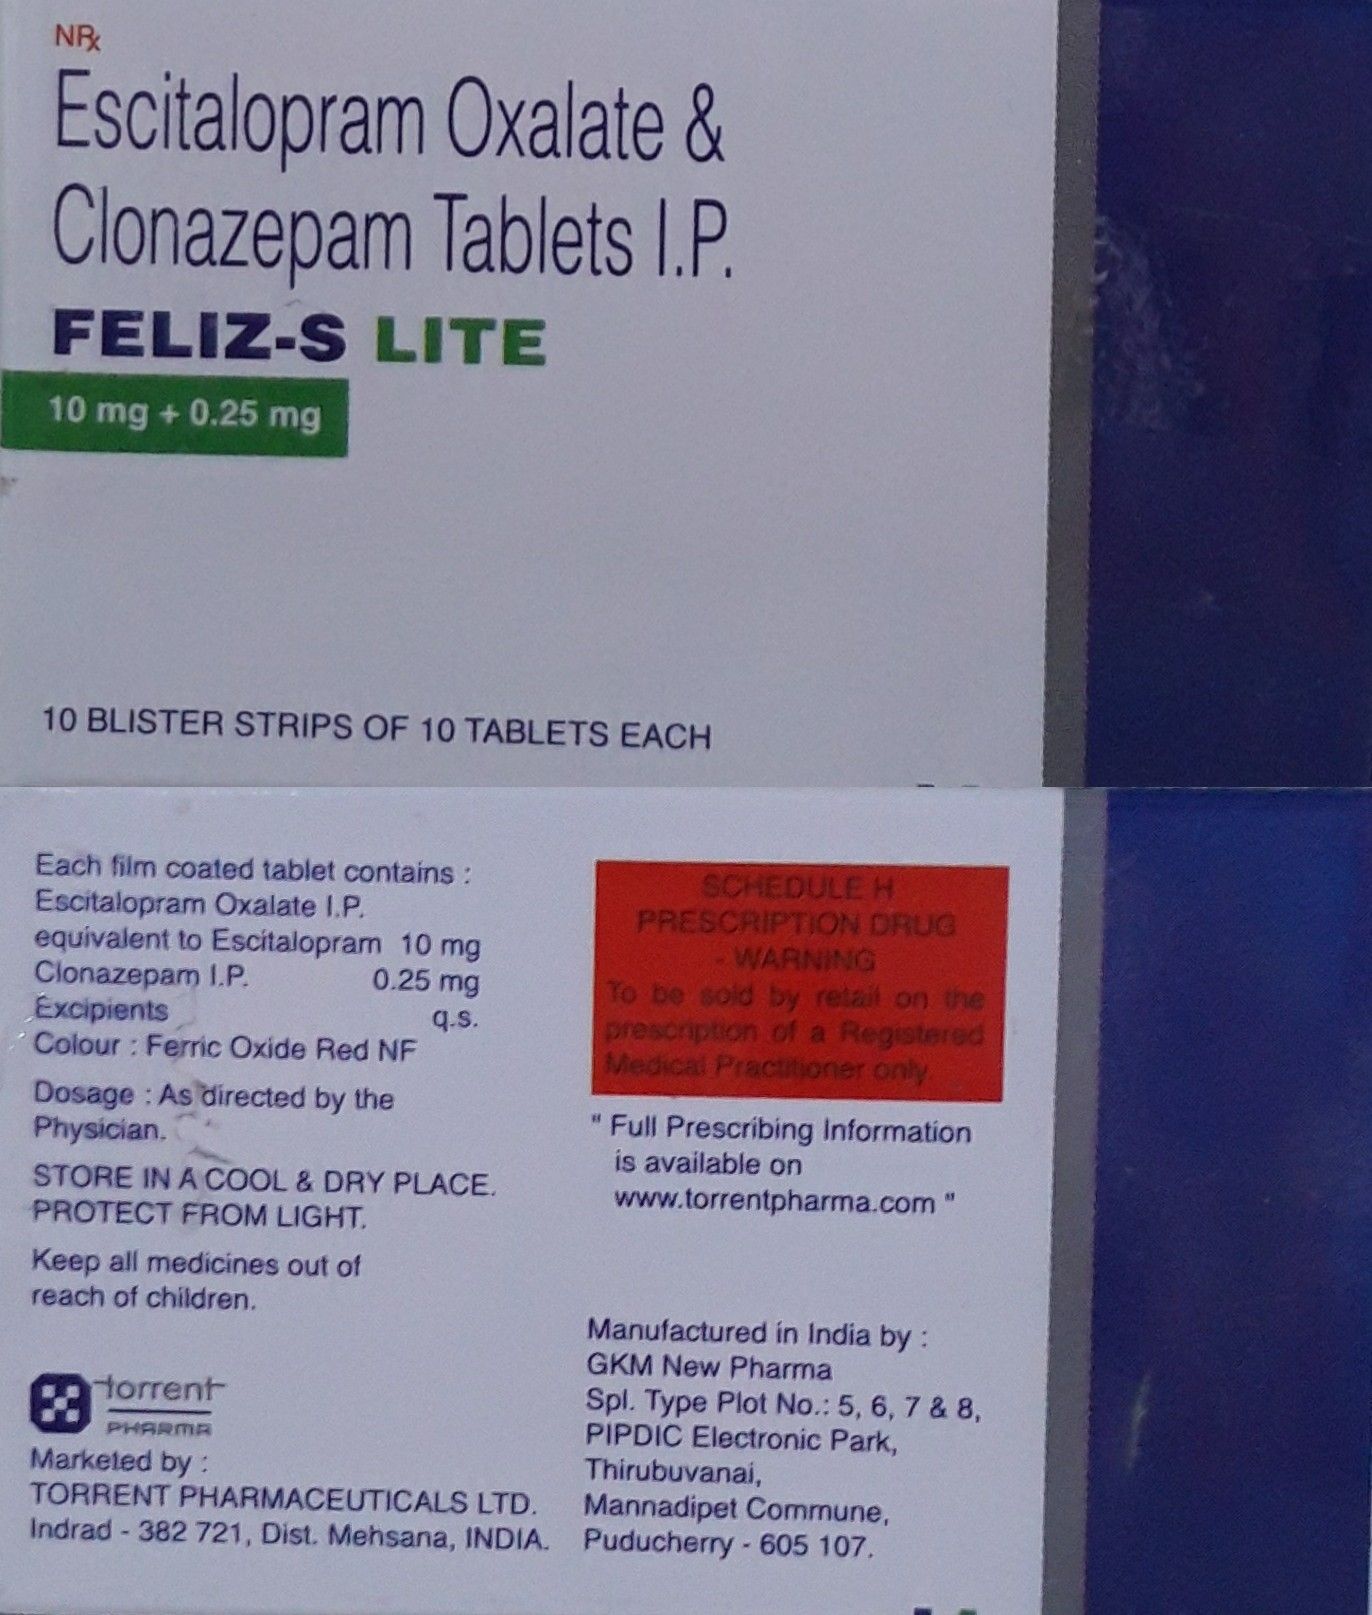 NRx
Escitalopram Oxalate &
Clonazepam Tablets I.P.
FELIZ-S LITE
10 mg + 0.25 mg
10 BLISTER STRIPS OF 10 TABLETS EACH
Each film coated tablet contains :
Escitalopram Oxalate I.P.
equivalent to Escitalopram 10 mg
Clonazepam I.P. 0.25 mg
Excipients q.s.
Colour : Ferric Oxide Red NF
Dosage : As directed by the
Physician.
STORE IN A COOL & DRY PLACE.
PROTECT FROM LIGHT.
Keep all medicines out of
reach of children.
torrent
PHARMA
Marketed by :
TORRENT PHARMACEUTICALS LTD.
Indrad - 382 721, Dist. Mehsana, INDIA.
SCHEDULE H
PRESCRIPTION DRUG
- WARNING
To be sold by retail on the
prescription of a Registered
Medical Practitioner only.
" Full Prescribing Information
is available on
www.torrentpharma.com "
Manufactured in India by :
GKM New Pharma
Spl. Type Plot No.: 5, 6, 7 & 8,
PIPDIC Electronic Park,
Thirubuvanai,
Mannadipet Commune,
Puducherry - 605 107.